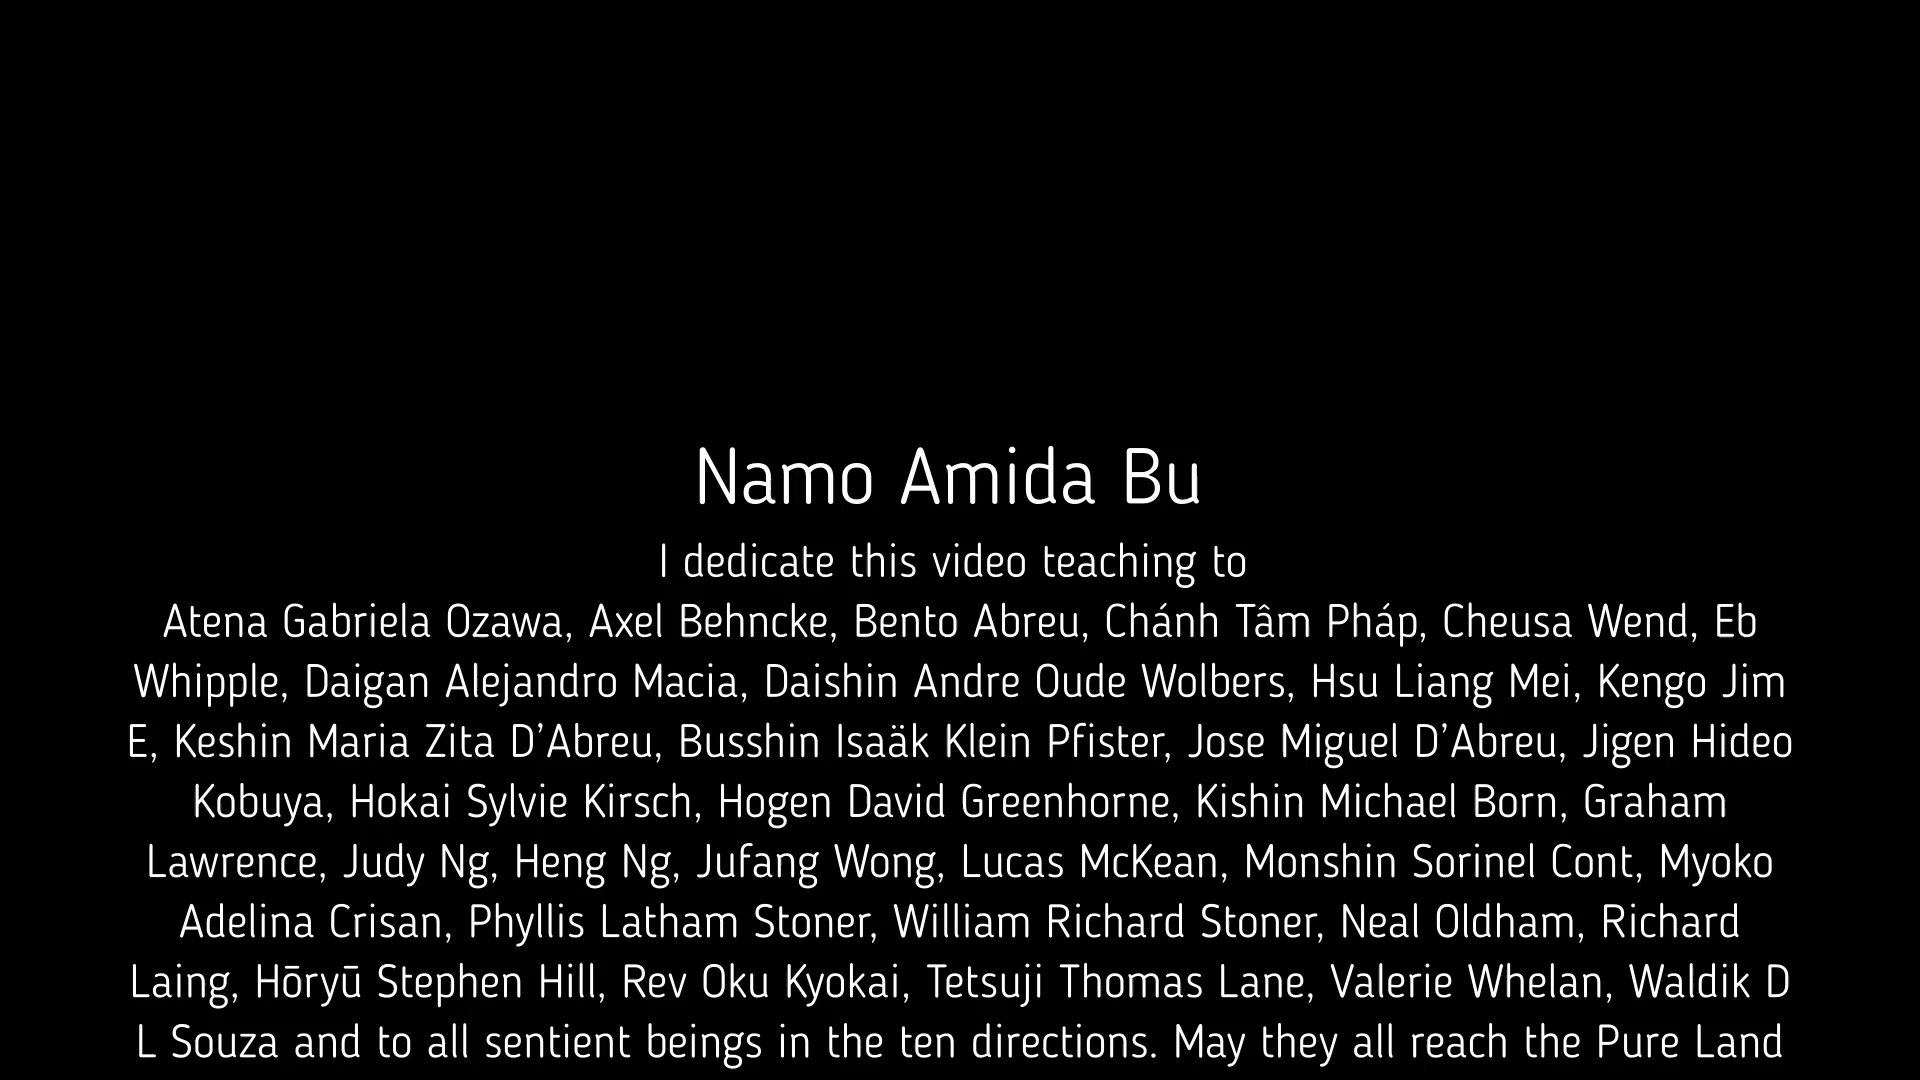 Namo Amida Bu
I dedicate this video teaching to
Atena Gabriela Ozawa, Axel Behncke, Bento Abreu, Chánh Tâm Pháp, Cheusa Wend, Eb
Whipple, Daigan Alejandro Macia, Daishin Andre Oude Wolbers, Hsu Liang Mei, Kengo Jim
E, Keshin Maria Zita D’Abreu, Busshin Isaäk Klein Pfister, Jose Miguel D’Abreu, Jigen Hideo
Kobuya, Hokai Sylvie Kirsch, Hogen David Greenhorne, Kishin Michael Born, Graham
Lawrence, Judy Ng, Heng Ng, Jufang Wong, Lucas McKean, Monshin Sorinel Cont, Myoko
Adelina Crisan, Phyllis Latham Stoner, William Richard Stoner, Neal Oldham, Richard
Laing, Hōryū Stephen Hill, Rev Oku Kyokai, Tetsuji Thomas Lane, Valerie Whelan, Waldik D
L Souza and to all sentient beings in the ten directions. May they all reach the Pure Land